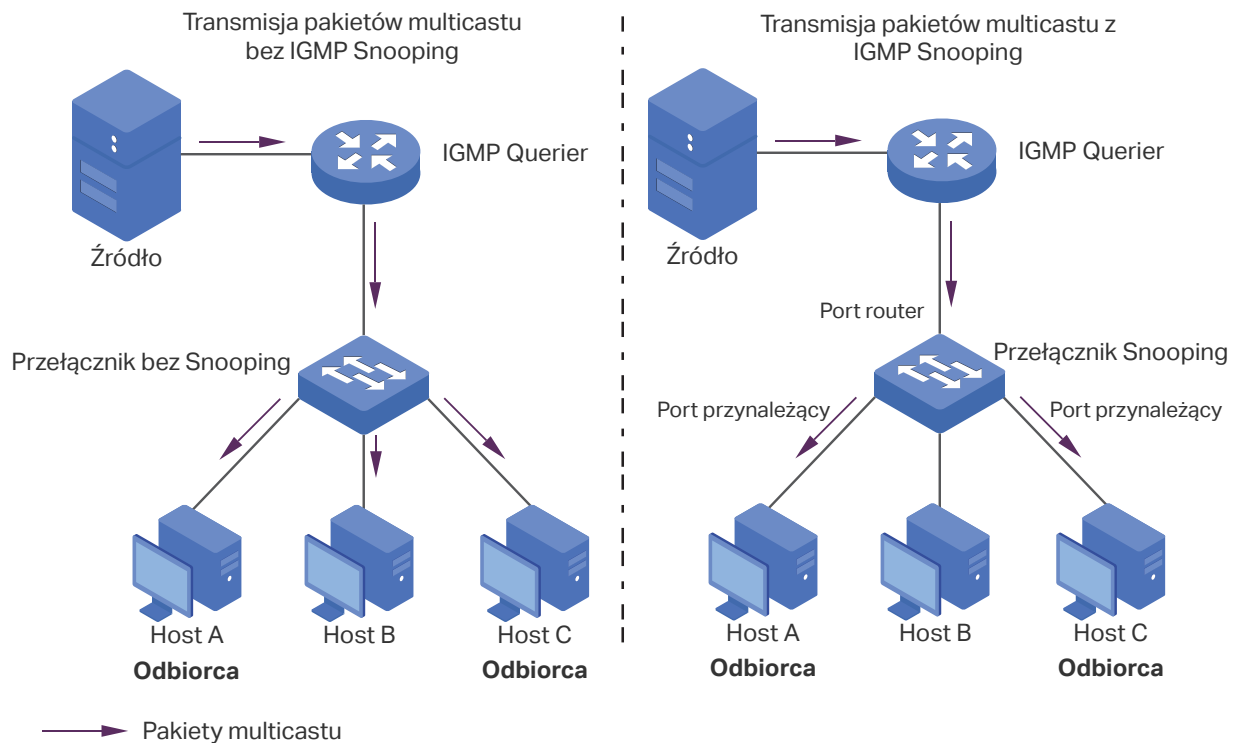 Transmisja pakietów multicastu
bez IGMP Snooping
IGMP Querier
Źródło
Przełącznik bez Snooping
Host A
Host B
Host C
Odbiorca
Odbiorca
Transmisja pakietów multicastu z
IGMP Snooping
IGMP Querier
Źródło
Port router
Przełącznik Snooping
Port przynależący
Port przynależący
Host A
Host B
Host C
Odbiorca
Odbiorca
Pakiety multicastu